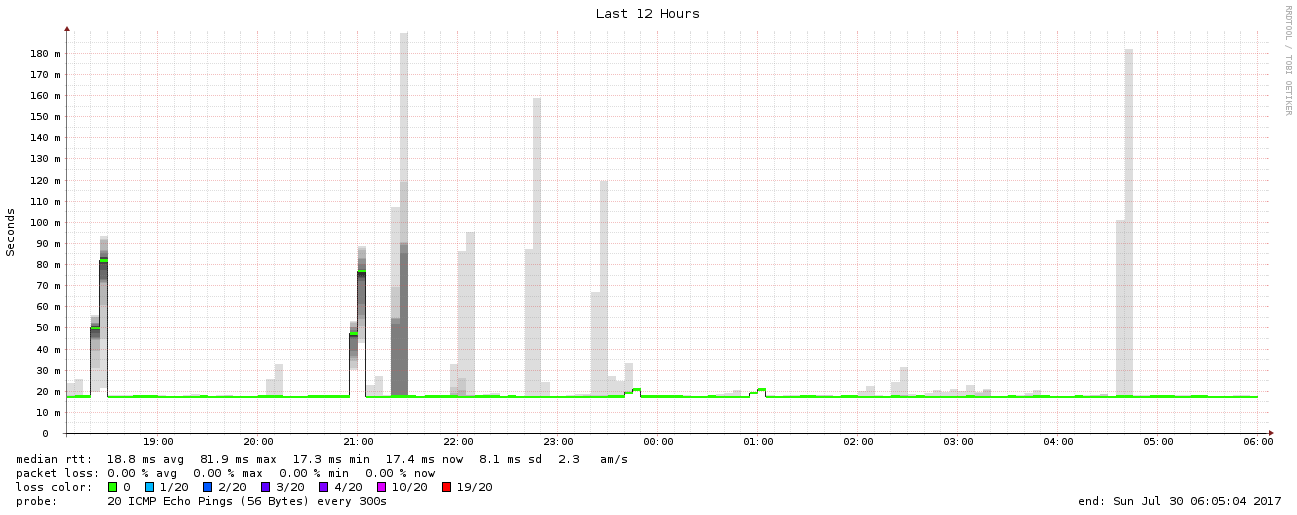 Last 12 Hours
RRDTOOL / TOBI OETIKER
Seconds
180 m
170 m
160 m
150 m
140 m
130 m
120 m
110 m
100 m
90 m
80 m
70 m
60 m
50 m
40 m
30 m
20 m
10 m
0
19:00 20:00 21:00 22:00 23:00 00:00 01:00 02:00 03:00 04:00 05:00 06:00
median rtt: 18.8 ms avg 81.9 ms max 17.3 ms min 17.4 ms now 8.1 ms sd 2.3 am/s
packet loss: 0.00 % avg 0.00 % max 0.00 % min 0.00 % now
loss color: 0 1/20 2/20 3/20 4/20 10/20 19/20
probe: 20 ICMP Echo Pings (56 Bytes) every 300s end: Sun Jul 30 06:05:04 2017